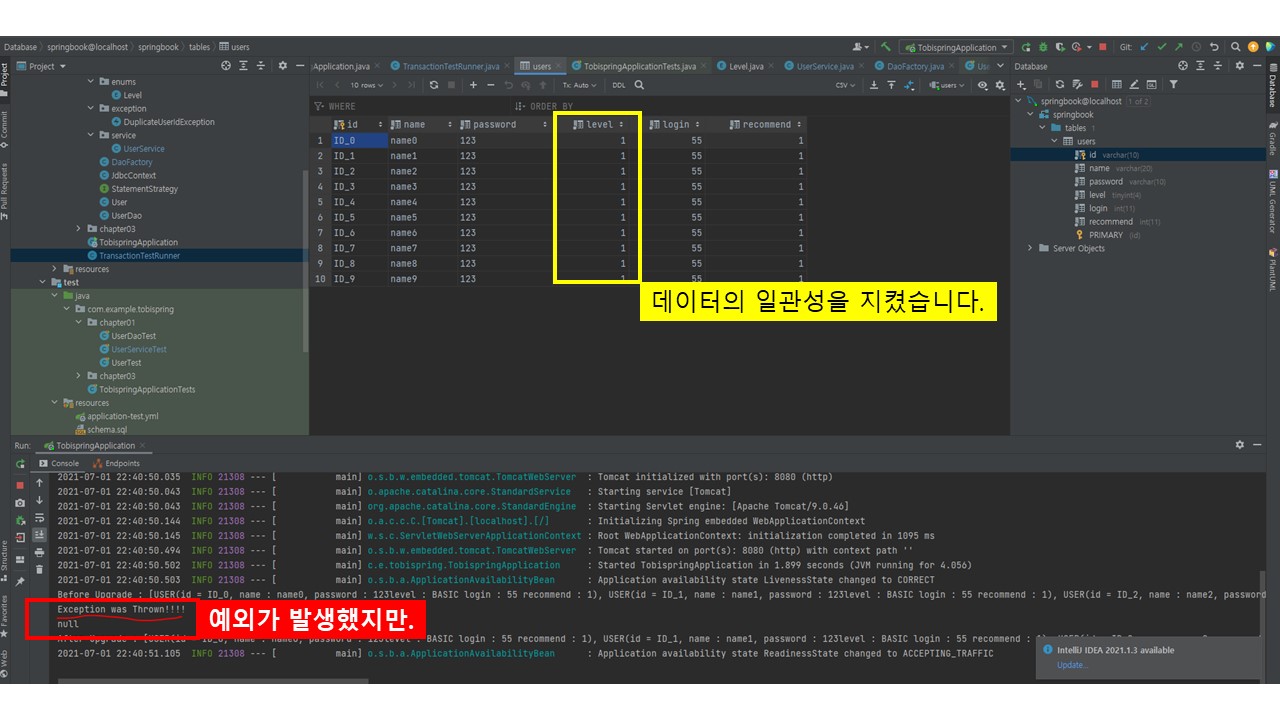 Database springbook@localhost springbook tables users
TobispringApplication Git:
Project
Application.java TransactionTestRunner.java users TobispringApplicationTests.java Level.java UserService.java DaoFactory.java
Database
10 rows Tx: Auto DDL CSV users
WHERE ORDER BY
id name password level login recommend
1 ID_0 name0 123 1 55 1
2 ID_1 name1 123 1 55 1
3 ID_2 name2 123 1 55 1
4 ID_3 name3 123 1 55 1
5 ID_4 name4 123 1 55 1
6 ID_5 name5 123 1 55 1
7 ID_6 name6 123 1 55 1
8 ID_7 name7 123 1 55 1
9 ID_8 name8 123 1 55 1
10 ID_9 name9 123 1 55 1
데이터의 일관성을 지켰습니다.
enums
Level
exception
DuplicateUseridException
service
UserService
DaoFactory
JdbcContext
StatementStrategy
User
UserDao
chapter03
TobispringApplication
TransactionTestRunner
resources
test
java
com.example.tobispring
chapter01
UserDaoTest
UserServiceTest
UserTest
chapter03
TobispringApplicationTests
resources
application-test.yml
schema.sql
springbook@localhost 1 of 2
springbook
tables 1
users
id varchar(10)
name varchar(20)
password varchar(10)
level tinyint(4)
login int(11)
recommend int(11)
PRIMARY (id)
Server Objects
Project
Commit
Pull Requests
Structure
Favorites
Web
Database
Gradle
UML Generator
PlantUML
Run: TobispringApplication
Console Endpoints
2021-07-01 22:40:50.035 INFO 21308 --- [ main] o.s.b.w.embedded.tomcat.TomcatWebServer : Tomcat initialized with port(s): 8080 (http)
2021-07-01 22:40:50.043 INFO 21308 --- [ main] o.apache.catalina.core.StandardService : Starting service [Tomcat]
2021-07-01 22:40:50.043 INFO 21308 --- [ main] org.apache.catalina.core.StandardEngine : Starting Servlet engine: [Apache Tomcat/9.0.46]
2021-07-01 22:40:50.144 INFO 21308 --- [ main] o.a.c.c.C.[Tomcat].[localhost].[/] : Initializing Spring embedded WebApplicationContext
2021-07-01 22:40:50.145 INFO 21308 --- [ main] w.s.c.ServletWebServerApplicationContext : Root WebApplicationContext: initialization completed in 1095 ms
2021-07-01 22:40:50.494 INFO 21308 --- [ main] o.s.b.w.embedded.tomcat.TomcatWebServer : Tomcat started on port(s): 8080 (http) with context path ''
2021-07-01 22:40:50.502 INFO 21308 --- [ main] c.e.tobispring.TobispringApplication : Started TobispringApplication in 1.899 seconds (JVM running for 4.056)
2021-07-01 22:40:50.503 INFO 21308 --- [ main] o.s.b.a.ApplicationAvailabilityBean : Application availability state LivenessState changed to CORRECT
Before Upgrade : [USER(id = ID_0, name : name0, password : 123level : BASIC login : 55 recommend : 1), USER(id = ID_1, name : name1, password : 123level : BASIC login : 55 recommend : 1), USER(id = ID_2, name : name2, password
Exception was Thrown!!!!
null
예외가 발생했지만.
After Upgrade : [USER(id = ID_0, name : name0, password : 123level : BASIC login : 55 recommend : 1), USER(id = ID_1, name : name1, password : 123level : BASIC login : 55 recommend : 1)
2021-07-01 22:40:51.105 INFO 21308 --- [ main] o.s.b.a.ApplicationAvailabilityBean : Application availability state ReadinessState changed to ACCEPTING_TRAFFIC
IntelliJ IDEA 2021.1.3 available
Update...